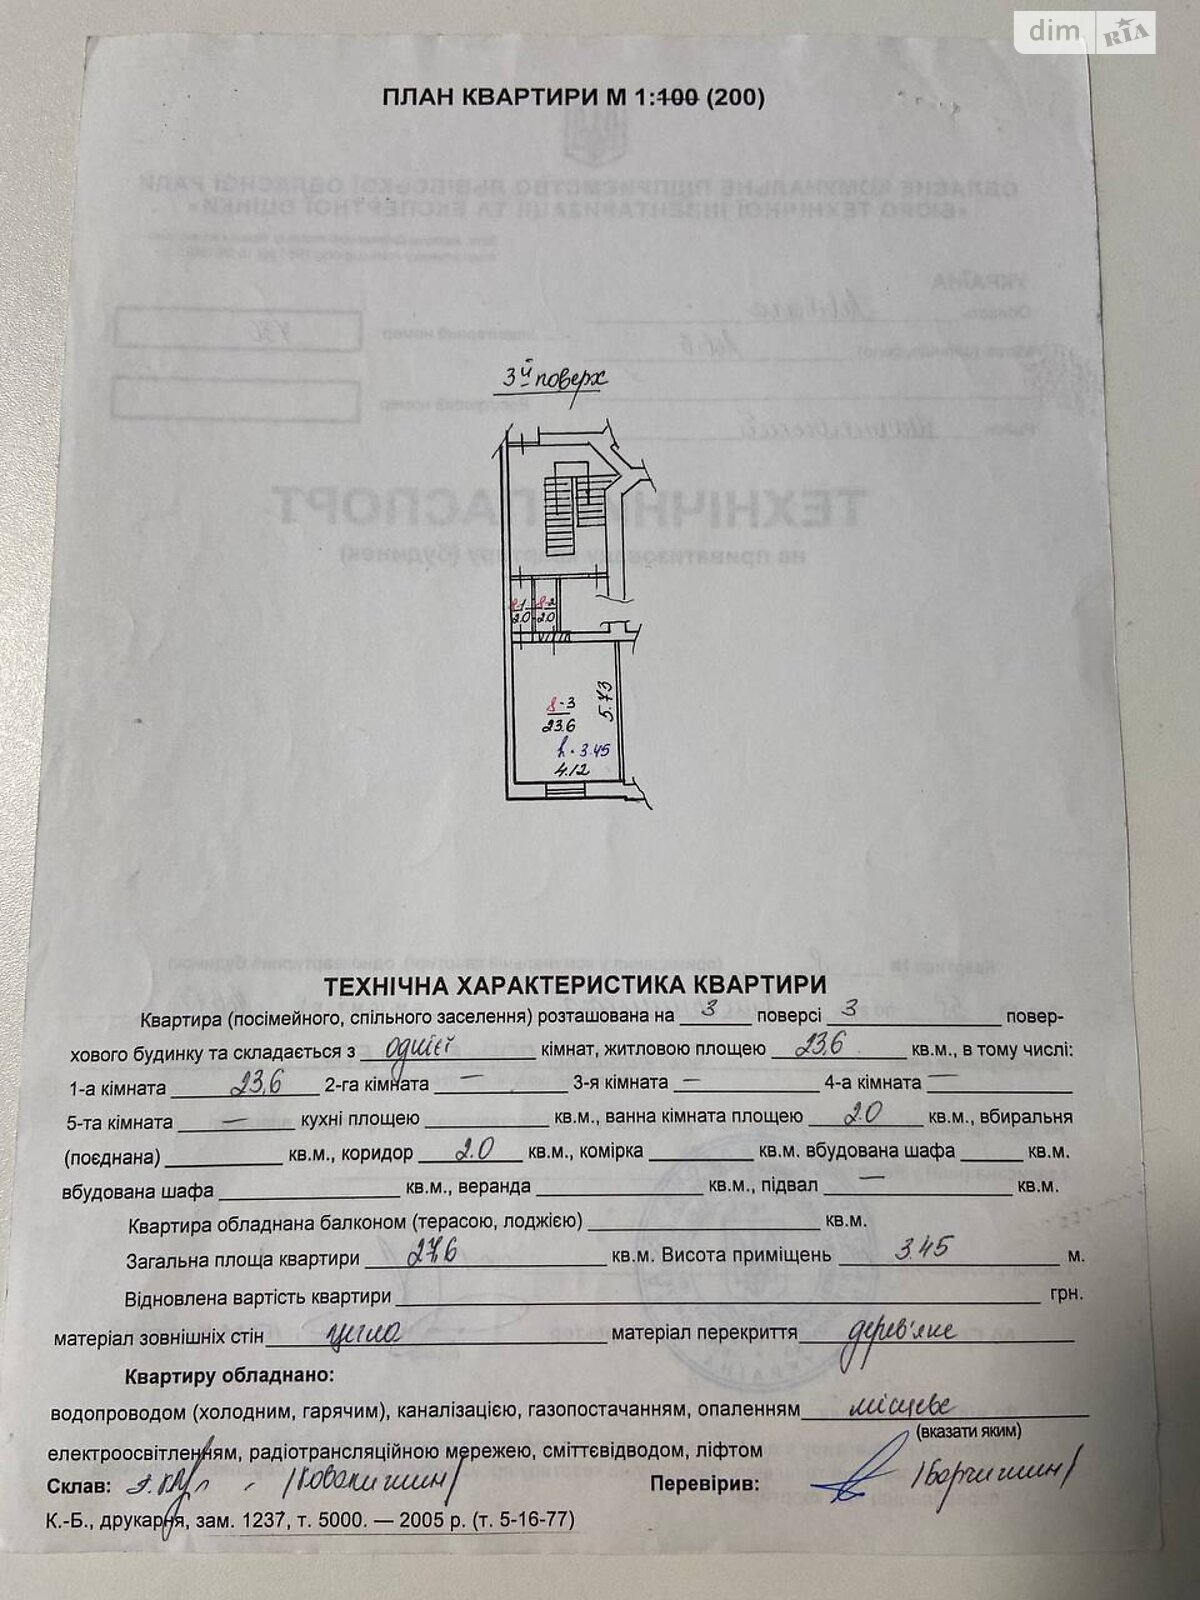 dim RIA
ПЛАН КВАРТИРИ М 1:100 (200)
3й поверх
8-1
2.0
8-2
2.0
8-3
23.6
5.73
h - 3.45
4.12
ТЕХНІЧНА ХАРАКТЕРИСТИКА КВАРТИРИ
Квартира (посімейного, спільного заселення) розташована на 3 поверсі 3 повер-
хового будинку та складається з однієї кімнат, житловою площею 23,6 кв.м., в тому числі:
1-а кімната 23,6 2-га кімната — 3-я кімната — 4-а кімната —
5-та кімната — кухні площею кв.м., ванна кімната площею 2.0 кв.м., вбиральня
(поєднана) кв.м., коридор 2.0 кв.м., комірка кв.м. вбудована шафа кв.м.
вбудована шафа кв.м., веранда кв.м., підвал — кв.м.
Квартира обладнана балконом (терасою, лоджією) кв.м.
Загальна площа квартири 27,6 кв.м. Висота приміщень 3.45 м.
Відновлена вартість квартири грн.
матеріал зовнішніх стін цегла матеріал перекриття дерев'яне
Квартиру обладнано:
водопроводом (холодним, гарячим), каналізацією, газопостачанням, опаленням місцеве
(вказати яким)
електроосвітленням, радіотрансляційною мережею, сміттєвідводом, ліфтом
Склав: Перевірив:
К.-Б., друкарня, зам. 1237, т. 5000. — 2005 р. (т. 5-16-77)